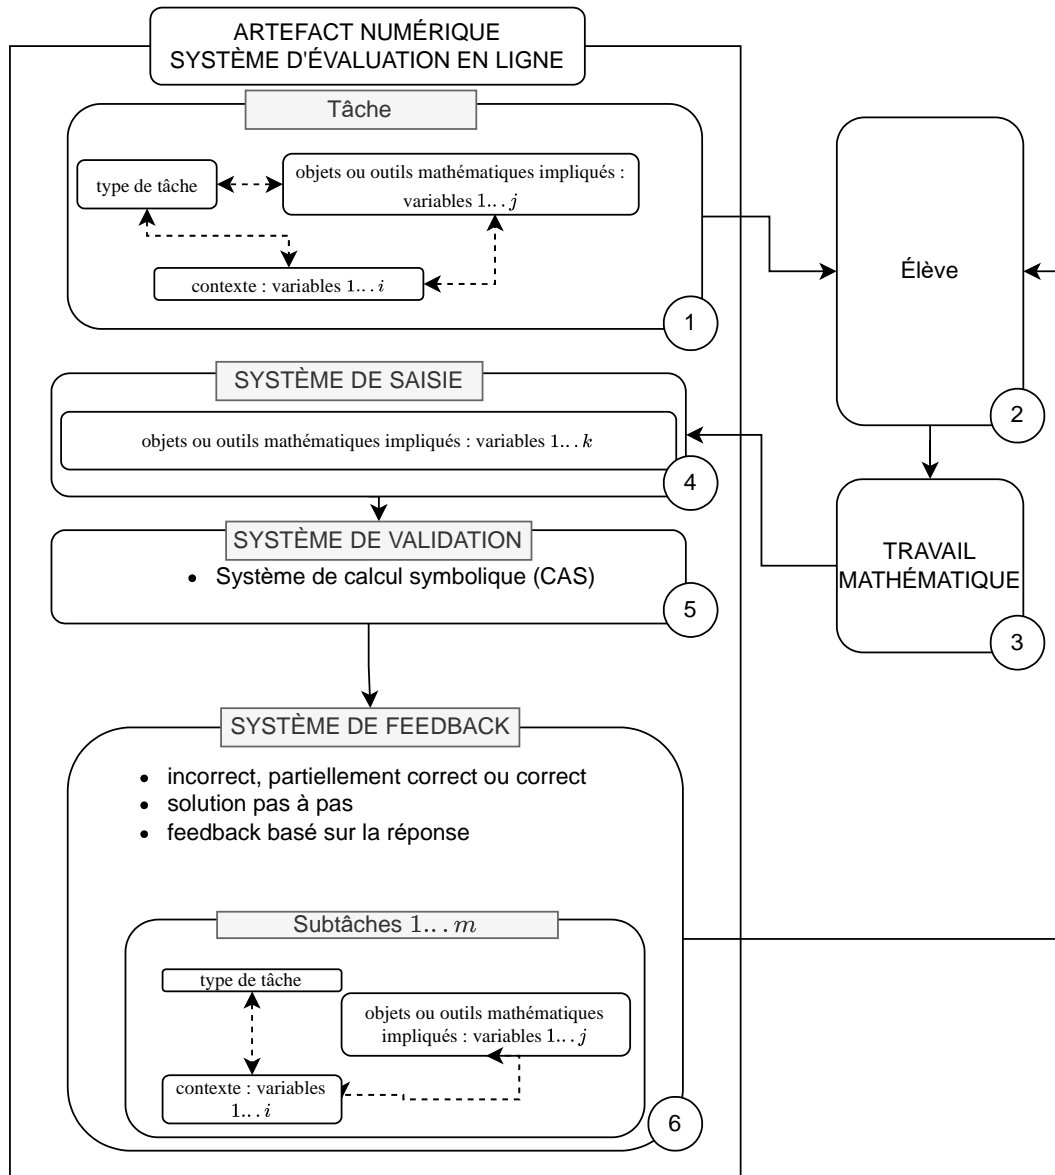 ARTEFACT NUMÉRIQUE
SYSTÈME D'ÉVALUATION EN LIGNE
Tâche
type de tâche
objets ou outils mathématiques impliqués :
variables 1...j
contexte : variables 1...i
1
Élève
2
SYSTÈME DE SAISIE
objets ou outils mathématiques impliqués : variables 1...k
4
TRAVAIL
MATHÉMATIQUE
3
SYSTÈME DE VALIDATION
• Système de calcul symbolique (CAS)
5
SYSTÈME DE FEEDBACK
• incorrect, partiellement correct ou correct
• solution pas à pas
• feedback basé sur la réponse
Subtâches 1...m
type de tâche
objets ou outils mathématiques
impliqués : variables 1...j
contexte : variables
1...i
6